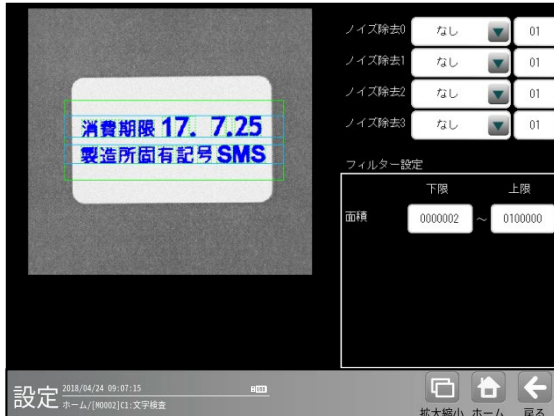 消費期限 17. 7.25
製造所固有記号 SMS
ノイズ除去0 なし 01
ノイズ除去1 なし 01
ノイズ除去2 なし 01
ノイズ除去3 なし 01
フィルター設定
下限 上限
面積 0000002 ～ 0100000
設定
2018/04/24 09:07:15
ホーム/[M0002]C1:文字検査
拡大縮小 ホーム 戻る